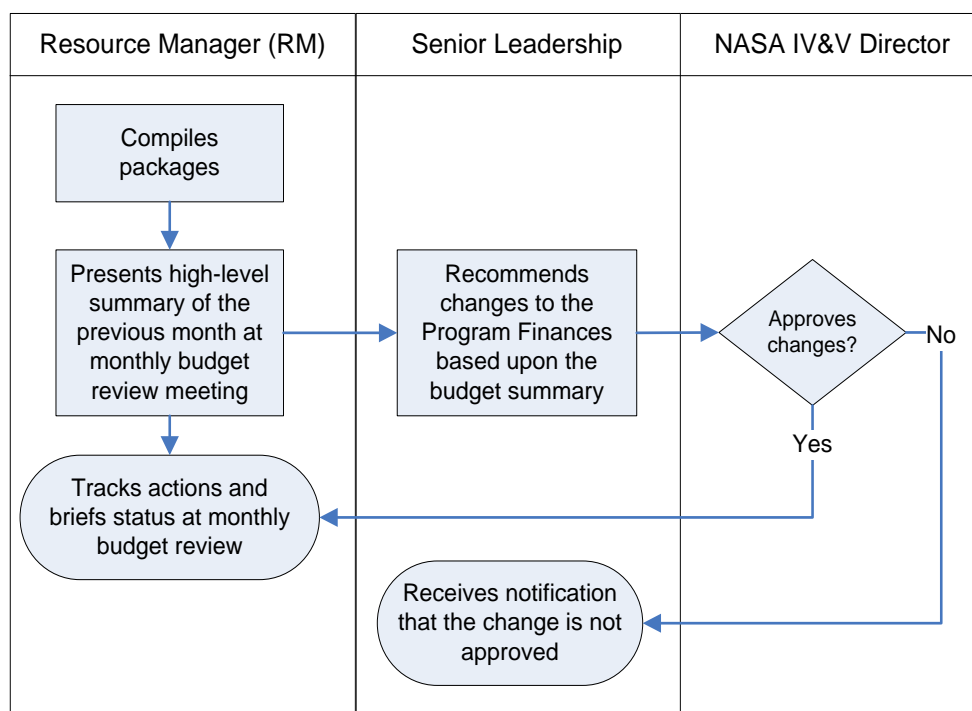 Resource Manager (RM)
Senior Leadership
NASA IV&V Director
Compiles
packages
Presents high-level
summary of the
previous month at
monthly budget
review meeting
Recommends
changes to the
Program Finances
based upon the
budget summary
Approves
changes?
No
Yes
Tracks actions and
briefs status at monthly
budget review
Receives notification
that the change is not
approved